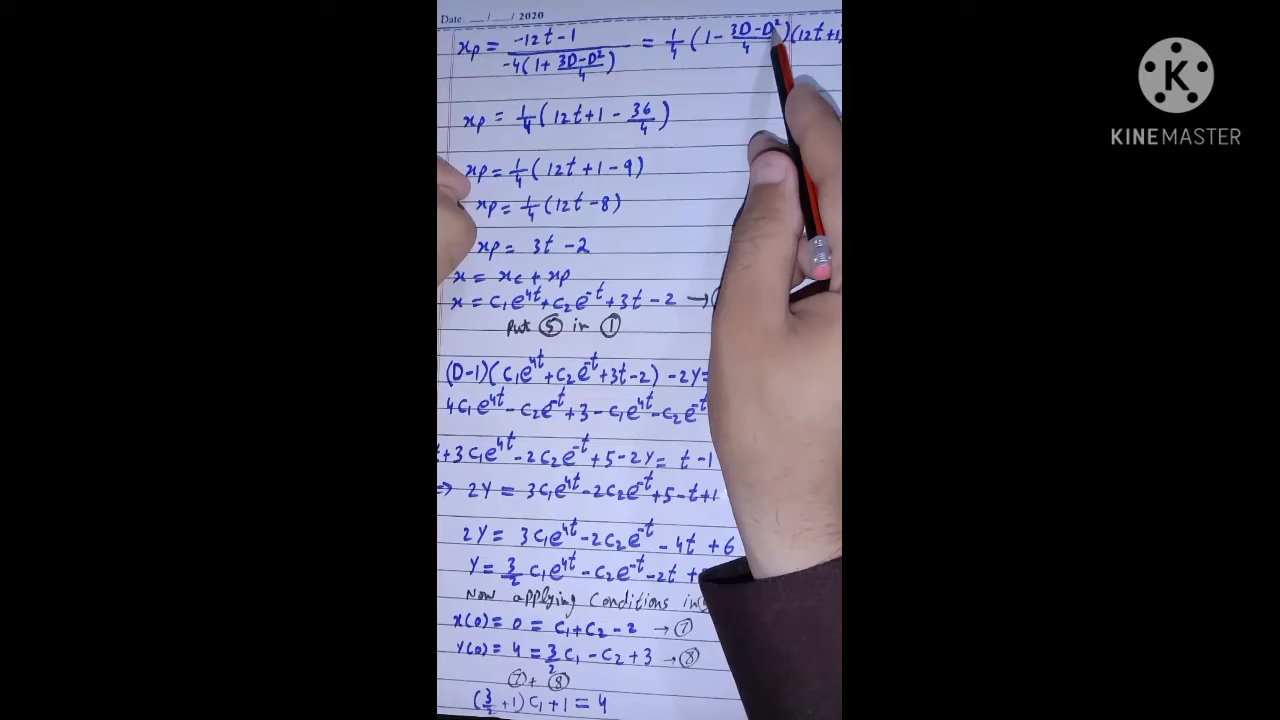 Date: __/___/ 2020
xp = -12t-1 / -4(1+ 3D-D²/4) = 1/4 (1- 3D-D²/4)(12t+1)
xp = 1/4 (12t+1 - 36/4)
xp = 1/4 (12t+1-9)
xp = 1/4 (12t-8)
xp = 3t-2
x = xc + xp
x = c₁e^4t + c₂e^-t + 3t - 2 →
Put ⑤ in ①
(D-1)(c₁e^4t + c₂e^-t + 3t-2) - 2Y =
4c₁e^4t - c₂e^-t + 3 - c₁e^4t - c₂e^-t
t + 3c₁e^4t - 2c₂e^-t + 5 - 2Y = t-1
⇒ 2Y = 3c₁e^4t - 2c₂e^-t + 5 - t + 1
2Y = 3c₁e^4t - 2c₂e^-t - 4t + 6
Y = 3/2 c₁e^4t - c₂e^-t - 2t +
Now applying Conditions in
x(0) = 0 = c₁ + c₂ - 2 → ⑦
Y(0) = 4 = 3/2 c₁ - c₂ + 3 → ⑧
⑦ + ⑧
(3/2 + 1)c₁ + 1 = 4
K
KINEMASTER